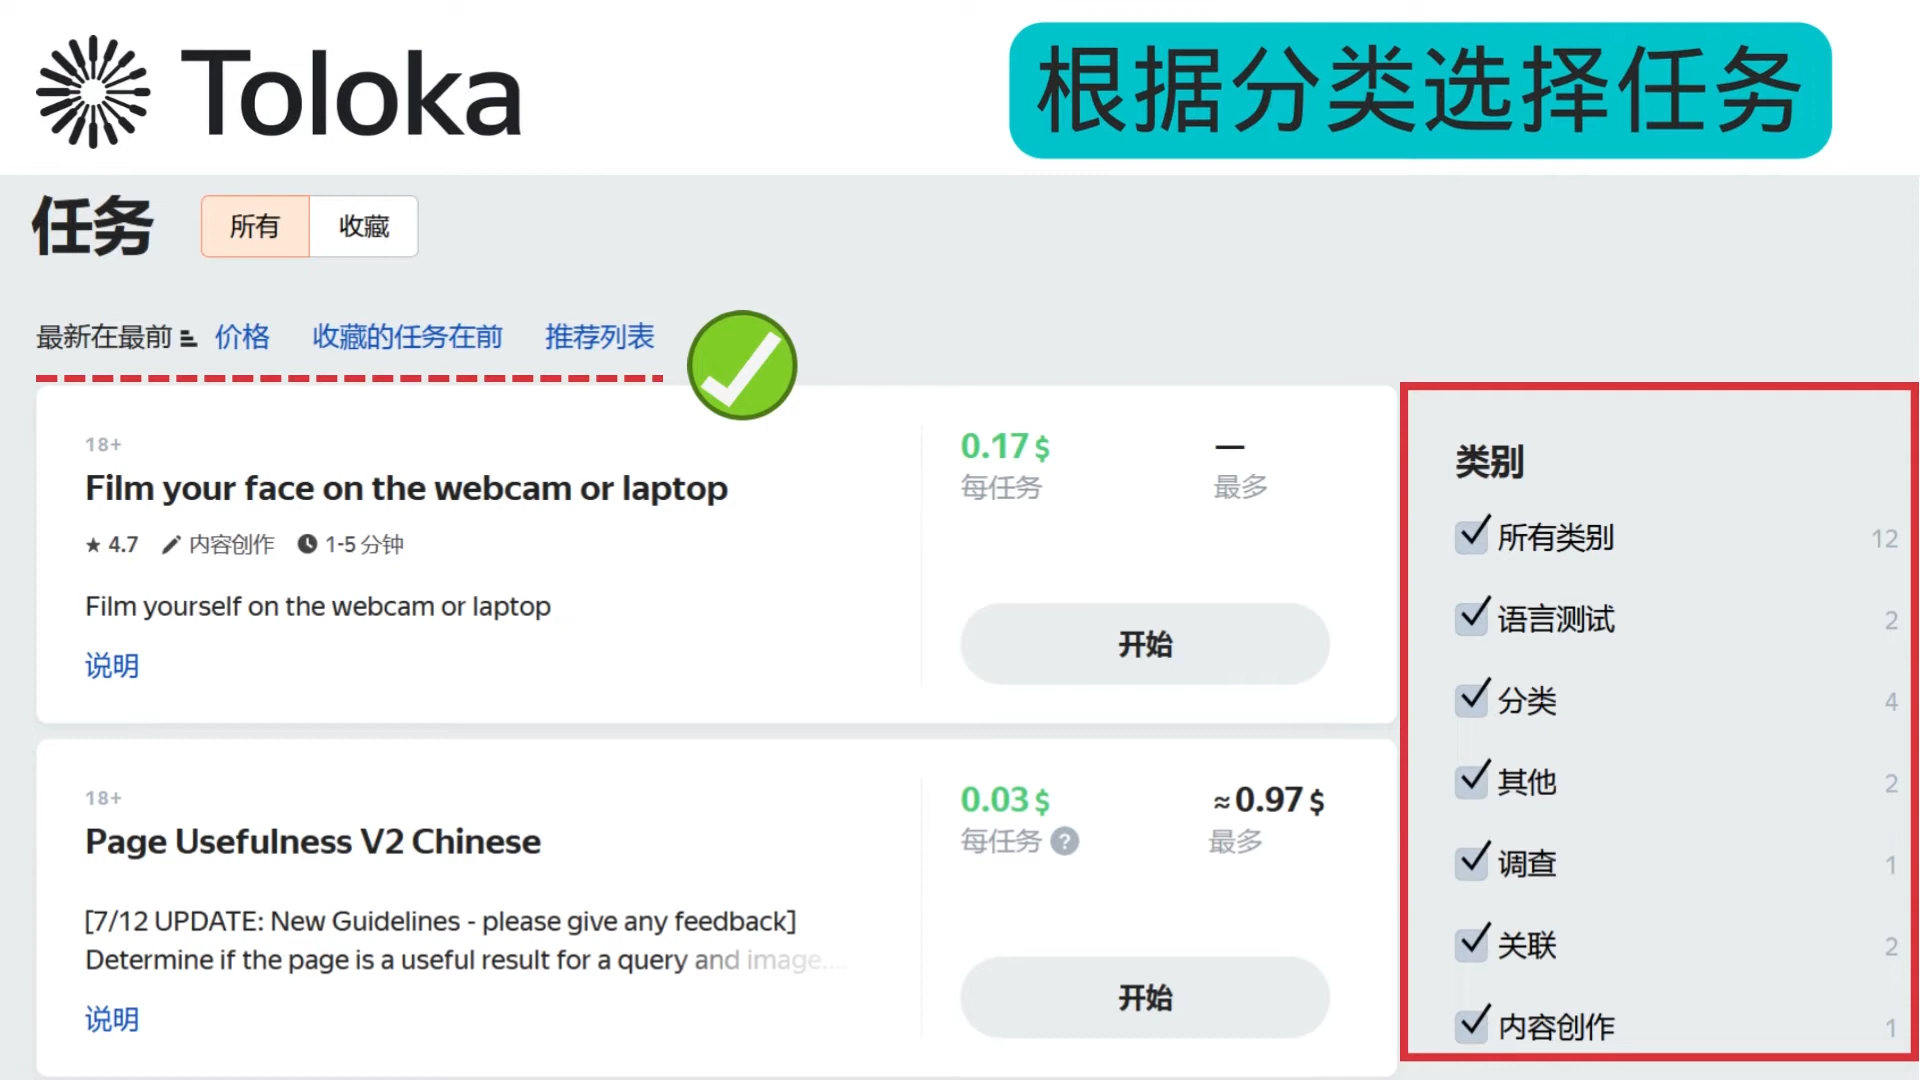 Toloka
根据分类选择任务
任务
所有
收藏
最新在最前 价格 收藏的任务在前 推荐列表
18+
Film your face on the webcam or laptop
4.7 内容创作 1-5 分钟
Film yourself on the webcam or laptop
说明
0.17 $
每任务
—
最多
开始
18+
Page Usefulness V2 Chinese
[7/12 UPDATE: New Guidelines - please give any feedback]
Determine if the page is a useful result for a query and image....
说明
0.03 $
每任务 ?
≈0.97 $
最多
开始
类别
所有类别 12
语言测试 2
分类 4
其他 2
调查 1
关联 2
内容创作 1